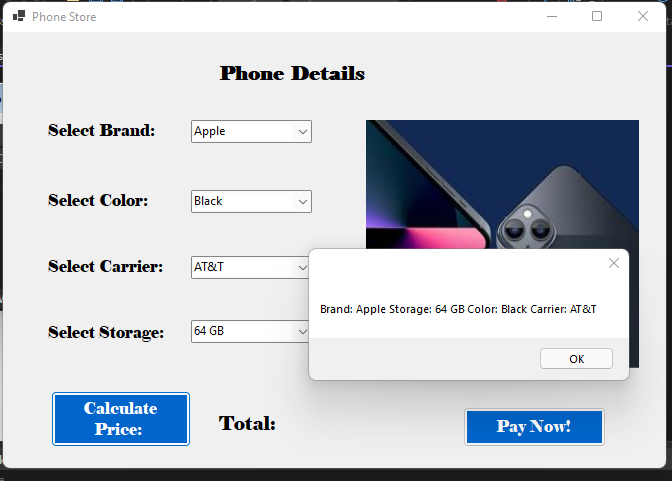 Phone Store
Phone Details
Select Brand:
Apple
Select Color:
Black
Select Carrier:
AT&T
Select Storage:
64 GB
Brand: Apple Storage: 64 GB Color: Black Carrier: AT&T
OK
Calculate
Price:
Total:
Pay Now!